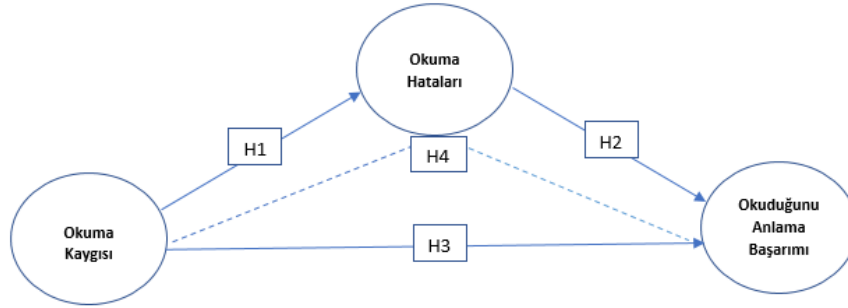 Okuma
Hataları
H1
H2
H4
Okuma
Kaygısı
H3
Okuduğunu
Anlama
Başarımı